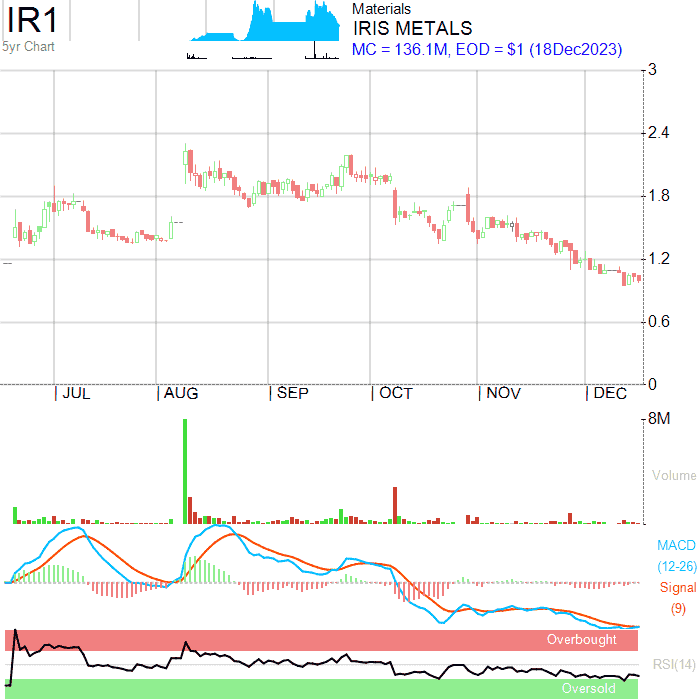 IR1
5yr Chart
Materials
IRIS METALS
MC = 136.1M, EOD = $1 (18Dec2023)
3
2.4
1.8
1.2
0.6
0
JUL AUG SEP OCT NOV DEC
8M
Volume
MACD
(12-26)
Signal
(9)
Overbought
RSI(14)
Oversold